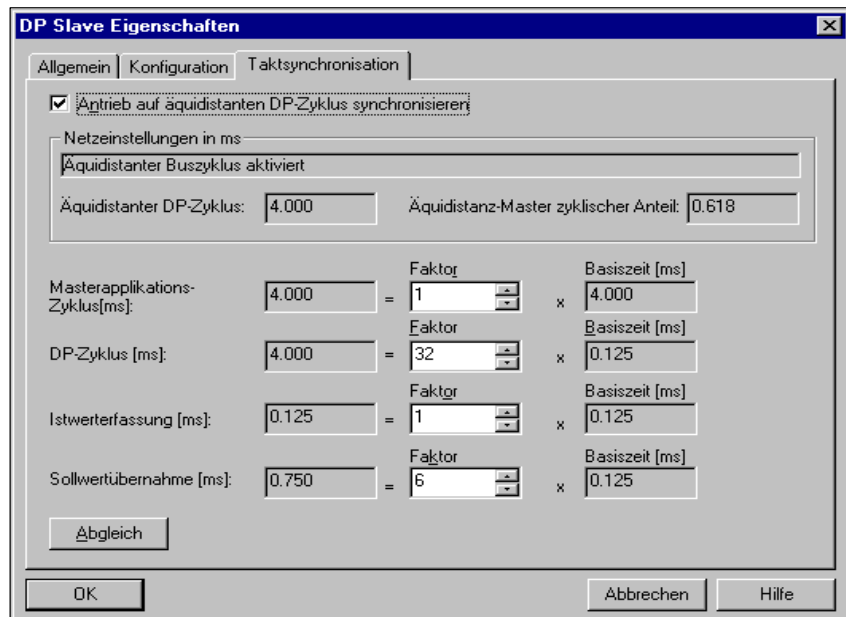 DP Slave Eigenschaften
Allgemein Konfiguration Taktsynchronisation
Antrieb auf äquidistanten DP-Zyklus synchronisieren
Netzeinstellungen in ms
Äquidistanter Buszyklus aktiviert
Äquidistanter DP-Zyklus: 4.000 Äquidistanz-Master zyklischer Anteil: 0.618
Faktor Basiszeit [ms]
Masterapplikations-
Zyklus[ms]: 4.000 = 1 x 4.000
Faktor Basiszeit [ms]
DP-Zyklus [ms]: 4.000 = 32 x 0.125
Faktor Basiszeit [ms]
Istwerterfassung [ms]: 0.125 = 1 x 0.125
Faktor Basiszeit [ms]
Sollwertübernahme [ms]: 0.750 = 6 x 0.125
Abgleich
OK Abbrechen Hilfe